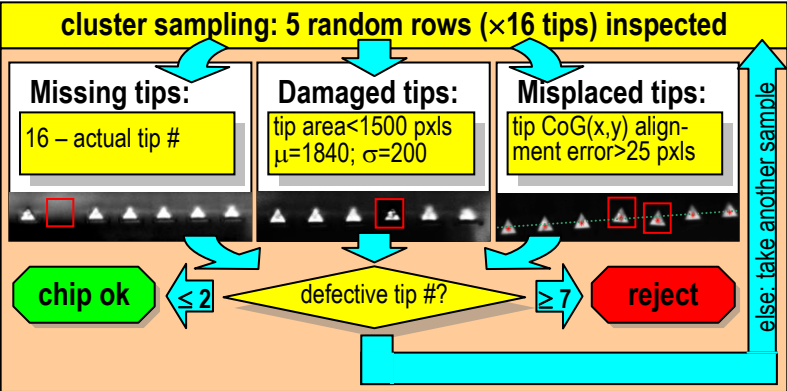 cluster sampling: 5 random rows (×16 tips) inspected
Missing tips:
16 – actual tip #
Damaged tips:
tip area<1500 pxls
μ=1840; σ=200
Misplaced tips:
tip CoG(x,y) align-
ment error>25 pxls
chip ok
≤ 2
defective tip #?
≥ 7
reject
else: take another sample